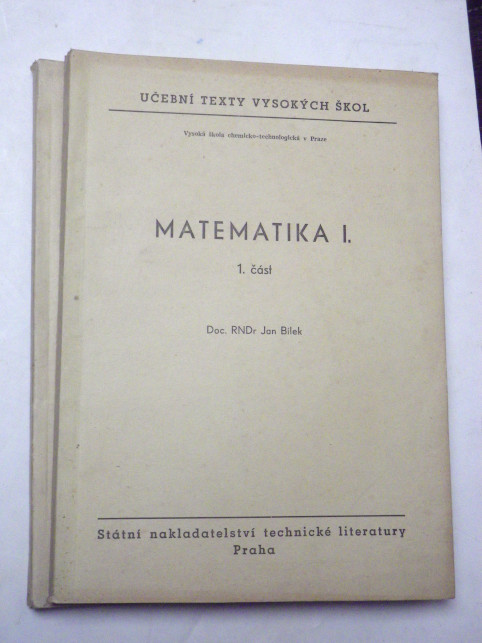 UČEBNÍ TEXTY VYSOKÝCH ŠKOL
Vysoká škola chemicko-technologická v Praze
MATEMATIKA I.
1. část
Doc. RNDr Jan Bílek
Státní nakladatelství technické literatury
Praha